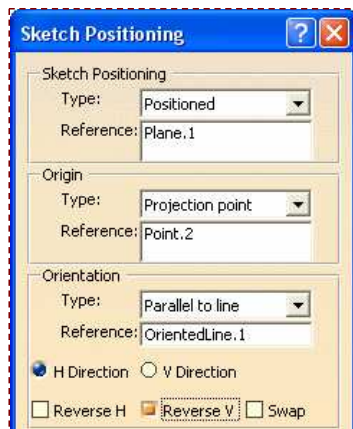 Sketch Positioning
Sketch Positioning
Type: Positioned
Reference: Plane.1
Origin
Type: Projection point
Reference: Point.2
Orientation
Type: Parallel to line
Reference: OrientedLine.1
H Direction V Direction
Reverse H Reverse V Swap